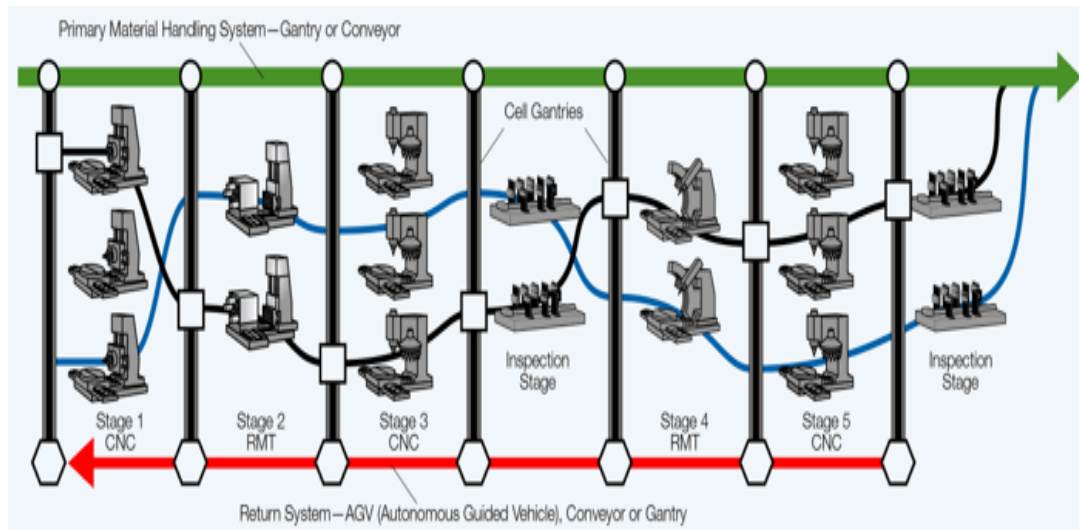 Primary Material Handling System—Gantry or Conveyor
Cell Gantries
Inspection
Stage
Inspection
Stage
Stage 1
CNC
Stage 2
RMT
Stage 3
CNC
Stage 4
RMT
Stage 5
CNC
Return System—AGV (Autonomous Guided Vehicle), Conveyor or Gantry